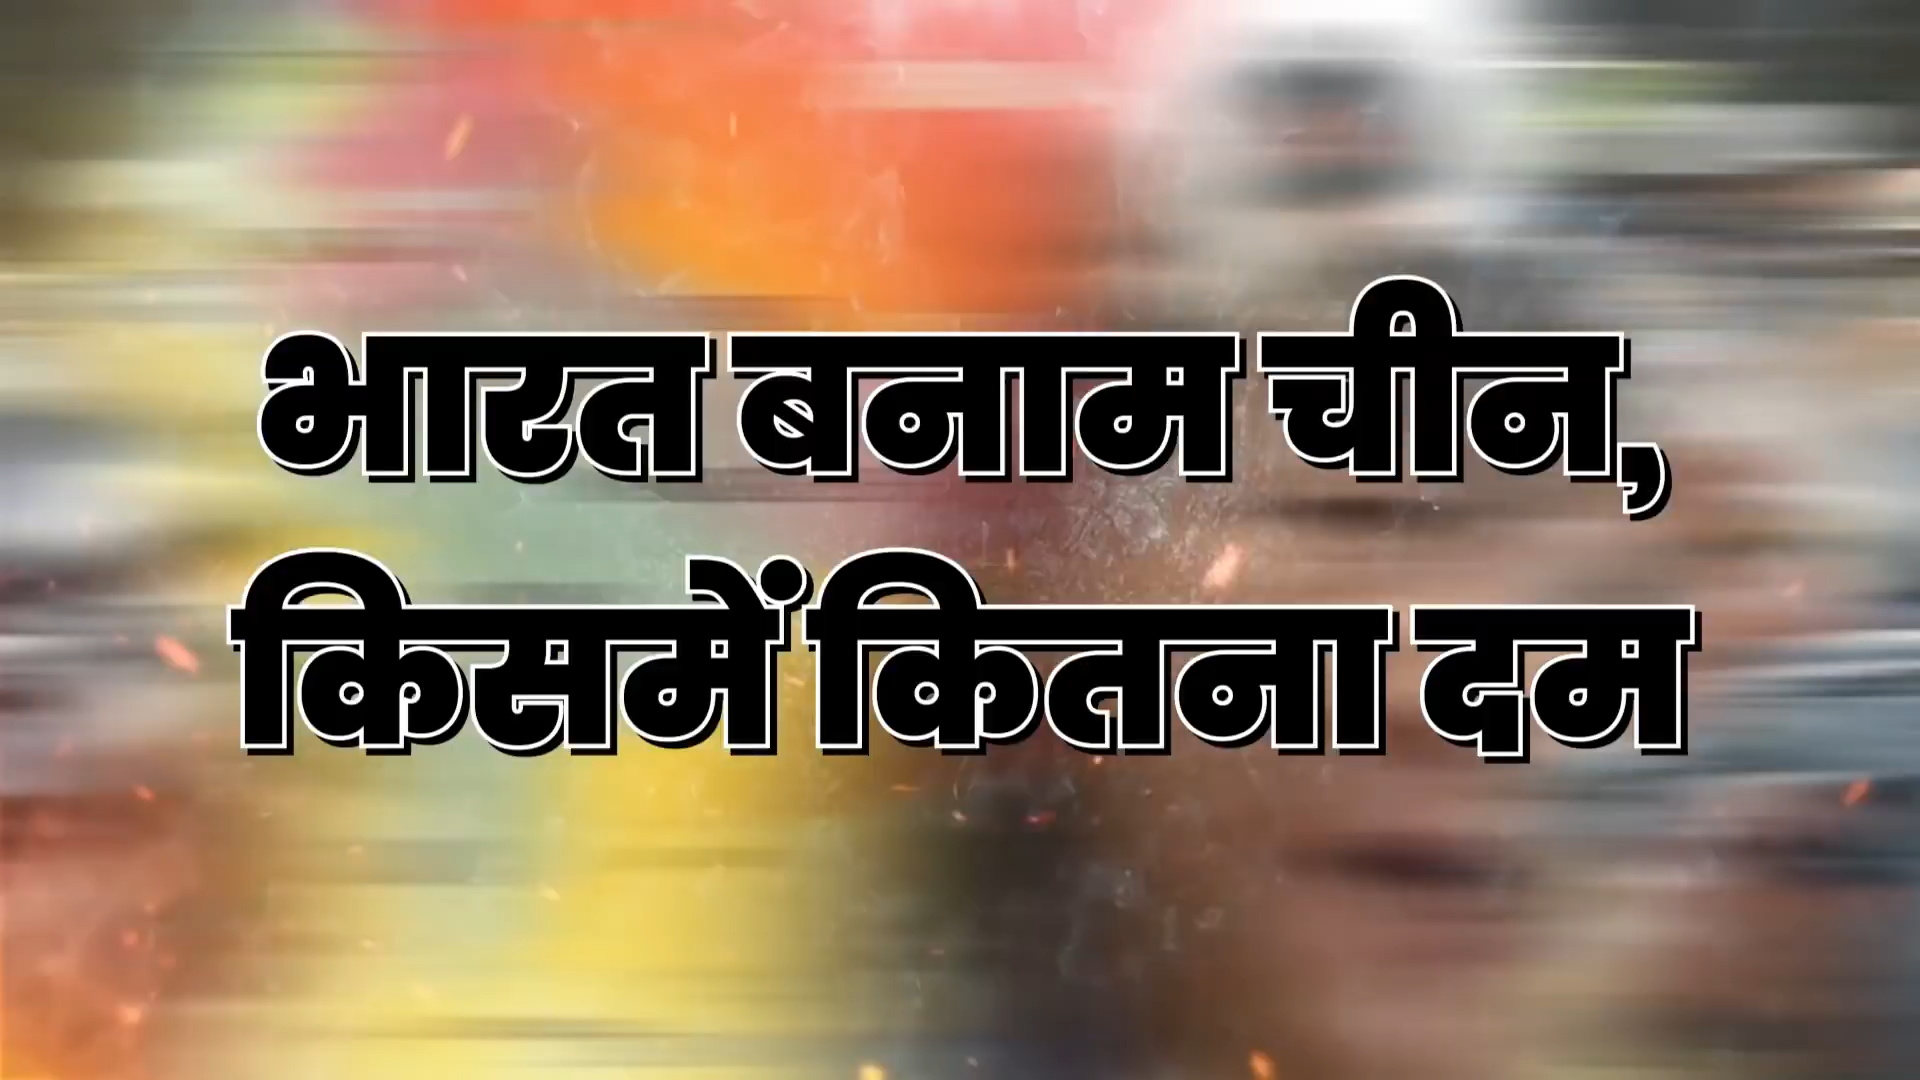 भारत बनाम चीन,
किसमें कितना दम